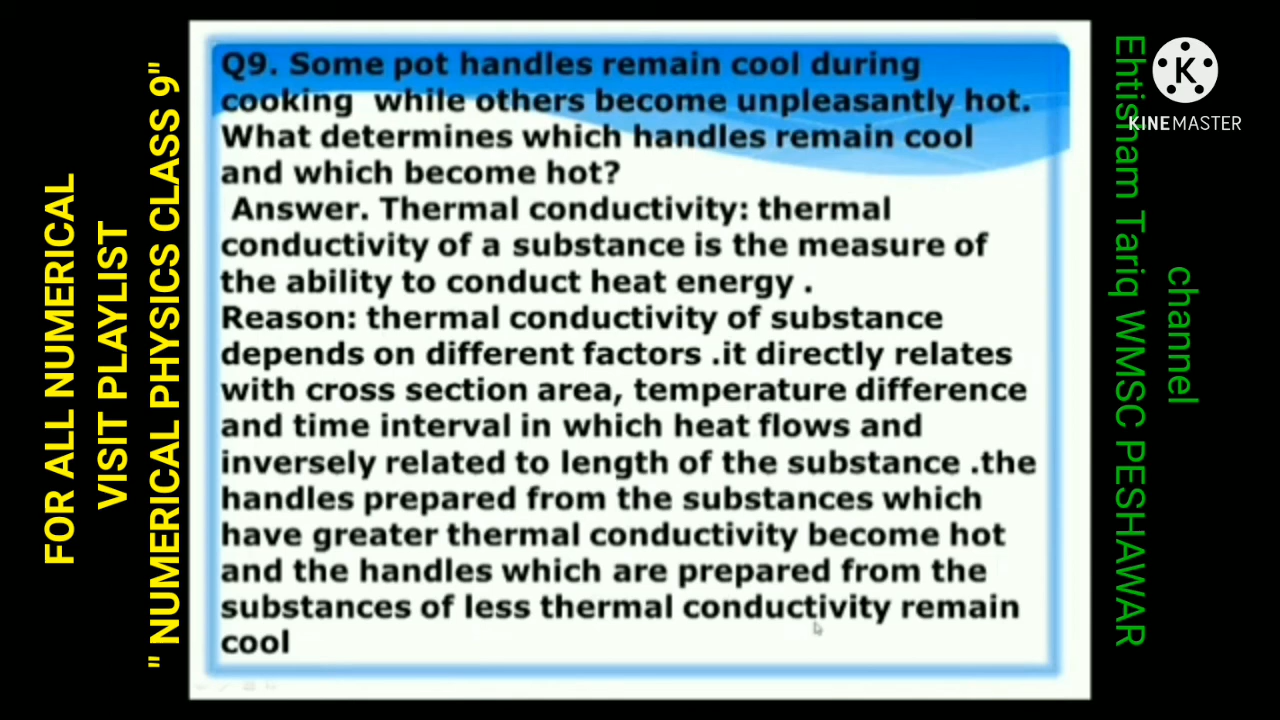 FOR ALL NUMERICAL
VISIT PLAYLIST
" NUMERICAL PHYSICS CLASS 9"
Q9. Some pot handles remain cool during
cooking while others become unpleasantly hot.
What determines which handles remain cool
and which become hot?
Answer. Thermal conductivity: thermal
conductivity of a substance is the measure of
the ability to conduct heat energy .
Reason: thermal conductivity of substance
depends on different factors .it directly relates
with cross section area, temperature difference
and time interval in which heat flows and
inversely related to length of the substance .the
handles prepared from the substances which
have greater thermal conductivity become hot
and the handles which are prepared from the
substances of less thermal conductivity remain
cool
K
KINEMASTER
Ehtisham Tariq WMSC PESHAWAR
channel